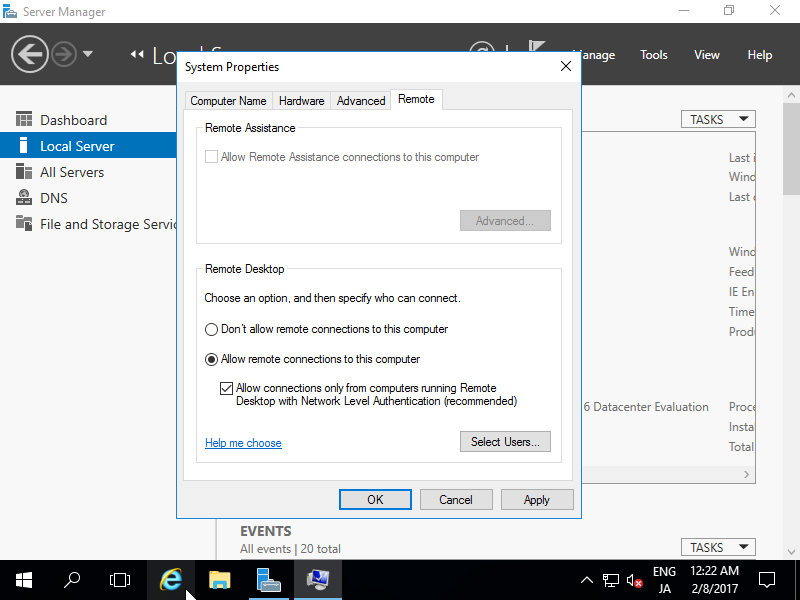 Server Manager
Manage Tools View Help
System Properties
Computer Name Hardware Advanced Remote
Remote Assistance
Allow Remote Assistance connections to this computer
Advanced...
Remote Desktop
Choose an option, and then specify who can connect.
Don't allow remote connections to this computer
Allow remote connections to this computer
Allow connections only from computers running Remote
Desktop with Network Level Authentication (recommended)
Help me choose
Select Users...
OK Cancel Apply
Dashboard
Local Server
All Servers
DNS
File and Storage Servic
TASKS
Last
Wind
Last
Wind
Feed
IE En
Time
Prod
6 Datacenter Evaluation
Proce
Insta
Total
EVENTS
All events | 20 total
TASKS
ENG
JA
12:22 AM
2/8/2017